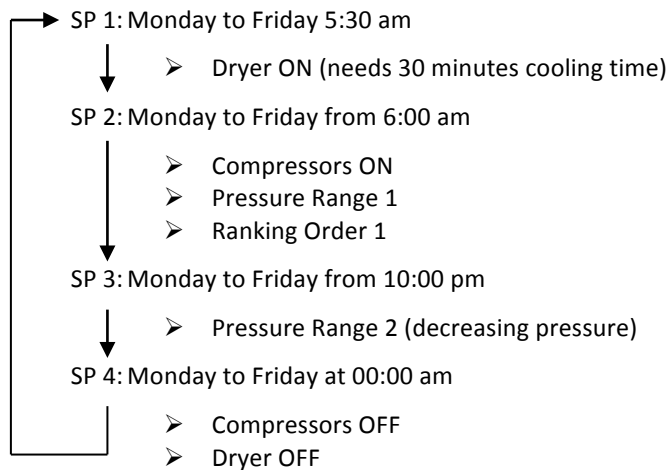 SP 1: Monday to Friday 5:30 am
➢ Dryer ON (needs 30 minutes cooling time)
SP 2: Monday to Friday from 6:00 am
➢ Compressors ON
➢ Pressure Range 1
➢ Ranking Order 1
SP 3: Monday to Friday from 10:00 pm
➢ Pressure Range 2 (decreasing pressure)
SP 4: Monday to Friday at 00:00 am
➢ Compressors OFF
➢ Dryer OFF